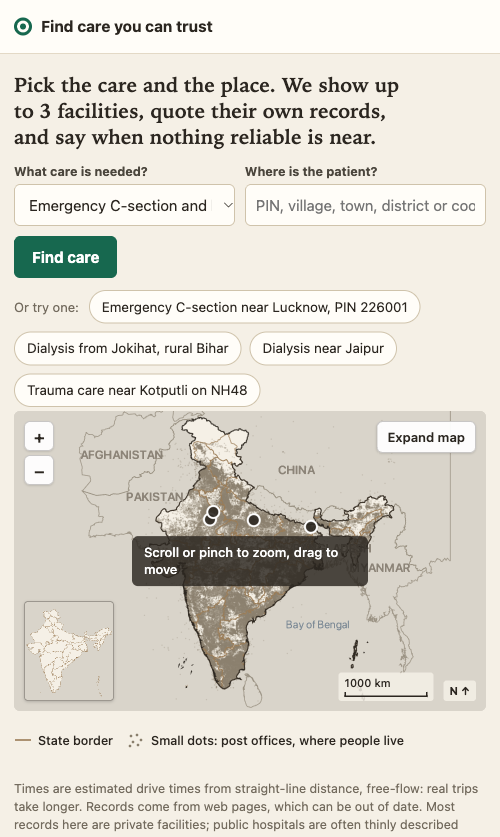 Find care you can trust
Pick the care and the place. We show up
to 3 facilities, quote their own records,
and say when nothing reliable is near.
What care is needed?
Where is the patient?
Emergency C-section and
PIN, village, town, district or coo
Find care
Or try one:
Emergency C-section near Lucknow, PIN 226001
Dialysis from Jokihat, rural Bihar
Dialysis near Jaipur
Trauma care near Kotputli on NH48
+
−
Expand map
AFGHANISTAN
CHINA
PAKISTAN
Scroll or pinch to zoom, drag to
move
Bay of Bengal
1000 km
N ↑
State border
Small dots: post offices, where people live
Times are estimated drive times from straight-line distance, free-flow: real trips
take longer. Records come from web pages, which can be out of date. Most
records here are private facilities; public hospitals are often thinly described